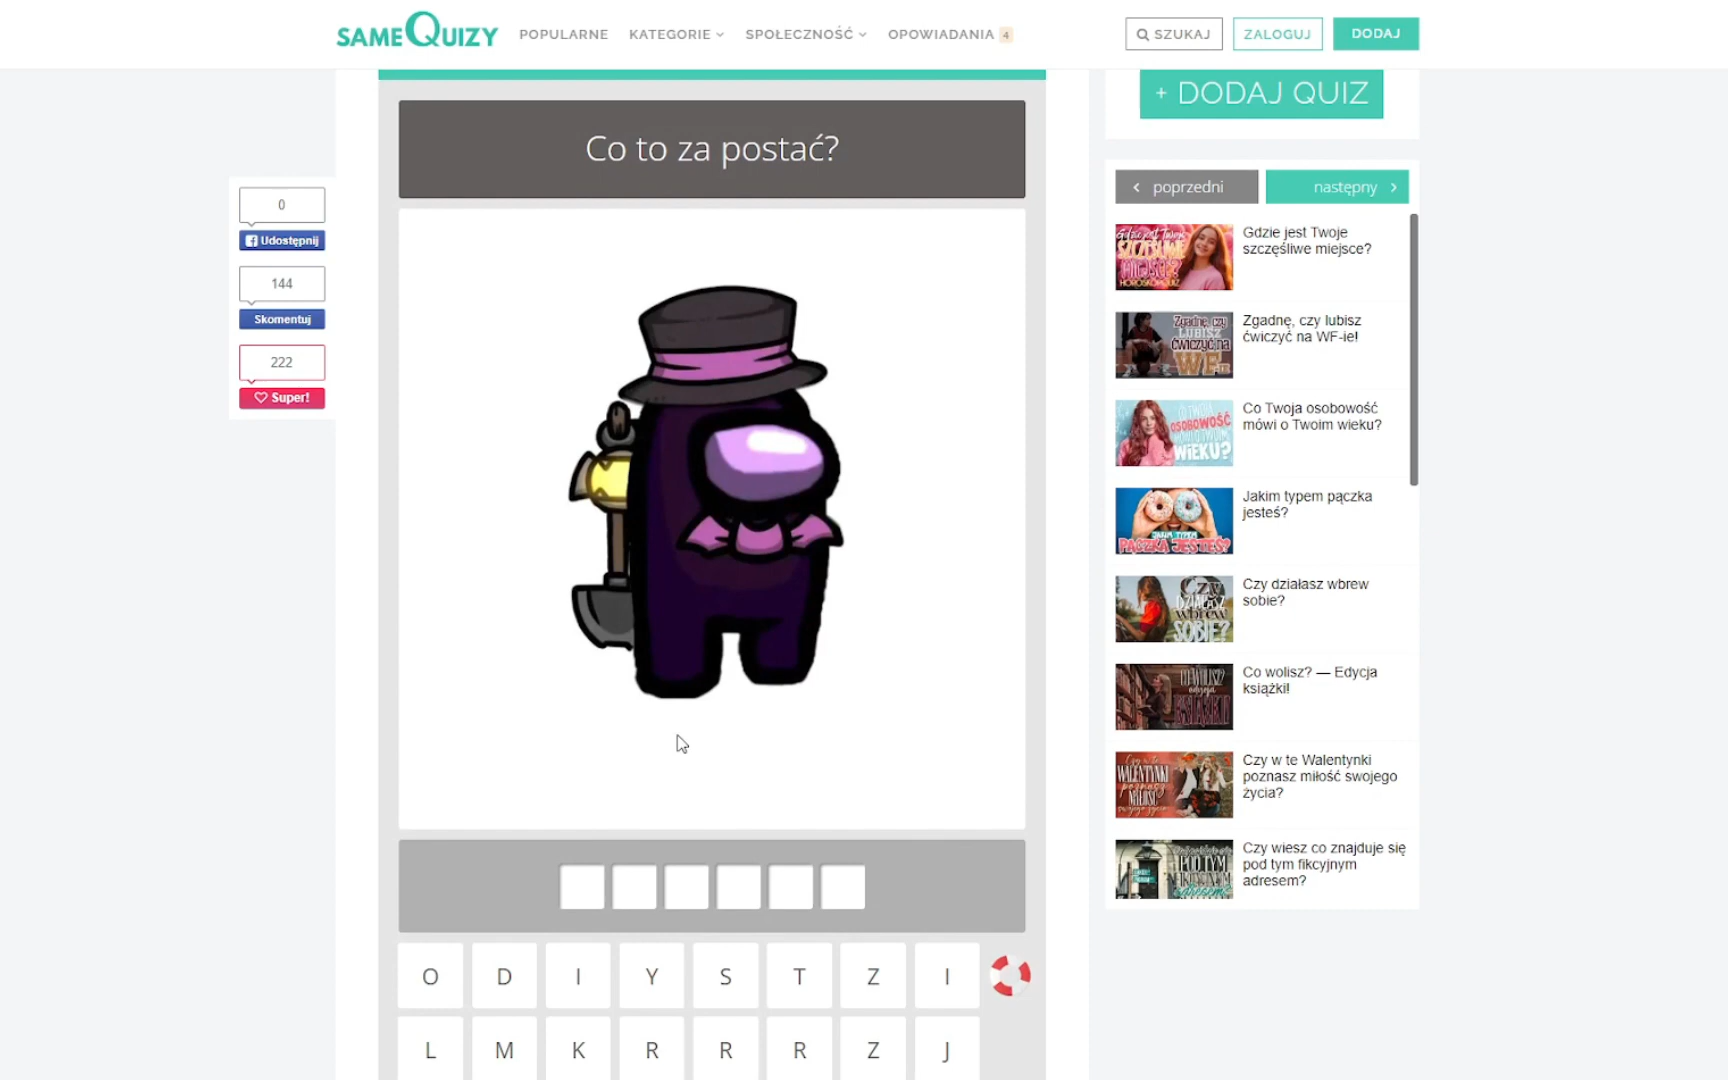 SAMEQUIZY
POPULARNE
KATEGORIE
SPOŁECZNOŚĆ
OPOWIADANIA 4
SZUKAJ
ZALOGUJ
DODAJ
+ DODAJ QUIZ
Co to za postać?
0
Udostępnij
144
Skomentuj
222
Super!
poprzedni
następny
Gdzie jest Twoje
szczęśliwe miejsce?
Zgadnę, czy lubisz
ćwiczyć na WF-ie!
Co Twoja osobowość
mówi o Twoim wieku?
Jakim typem pączka
jesteś?
Czy działasz wbrew
sobie?
Co wolisz? — Edycja
książki!
Czy w te Walentynki
poznasz miłość swojego
życia?
Czy wiesz co znajduje się
pod tym fikcyjnym
adresem?
O D I Y S T Z I
L M K R R R Z J